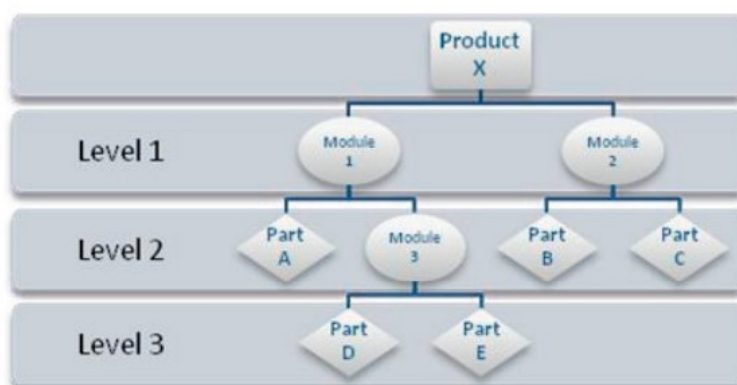 Product
X
Level 1
Module
1
Module
2
Level 2
Part
A
Module
3
Part
B
Part
C
Level 3
Part
D
Part
E